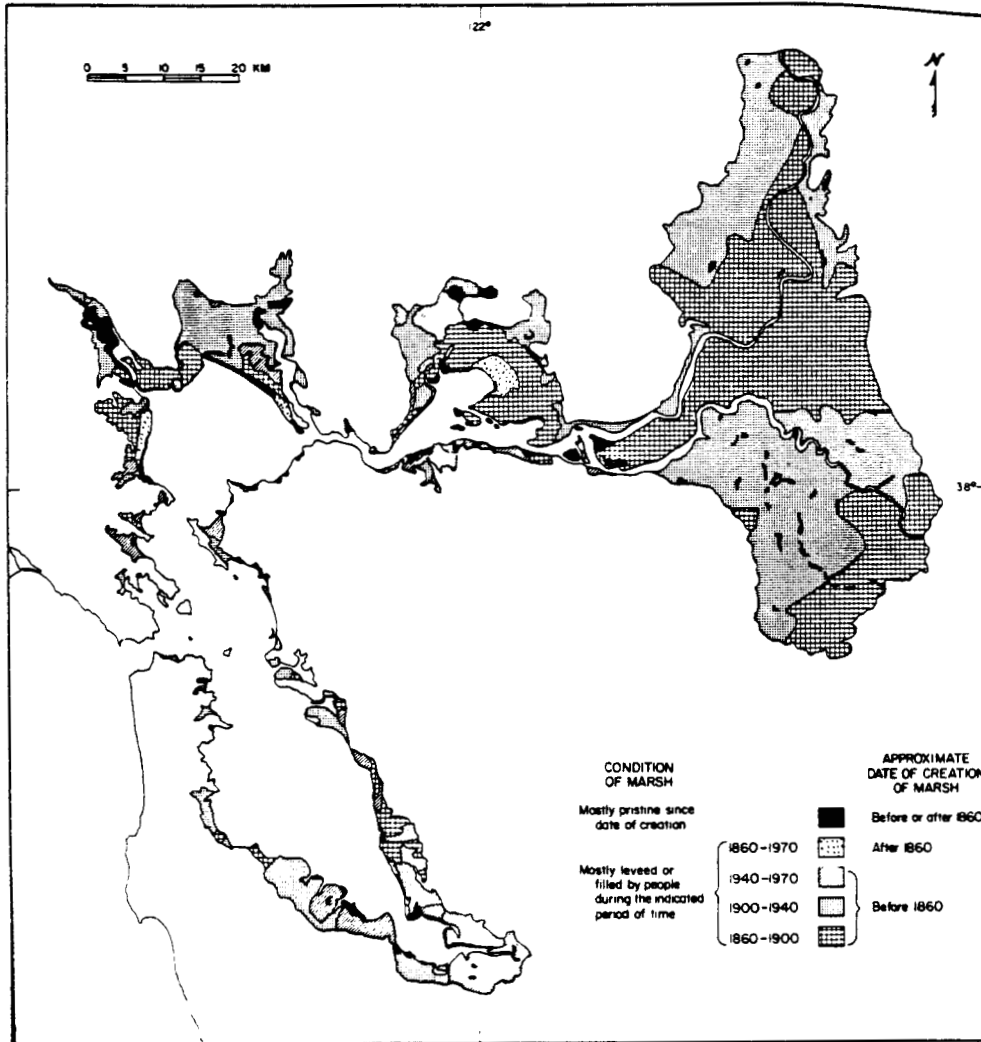 122°
0 5 10 15 20 KM
N
38°
CONDITION
OF MARSH
APPROXIMATE
DATE OF CREATION
OF MARSH
Mostly pristine since
date of creation
Before or after 1860
Mostly leveed or
filled by people
during the indicated
period of time
1860-1970
After 1860
1940-1970
1900-1940
Before 1860
1860-1900